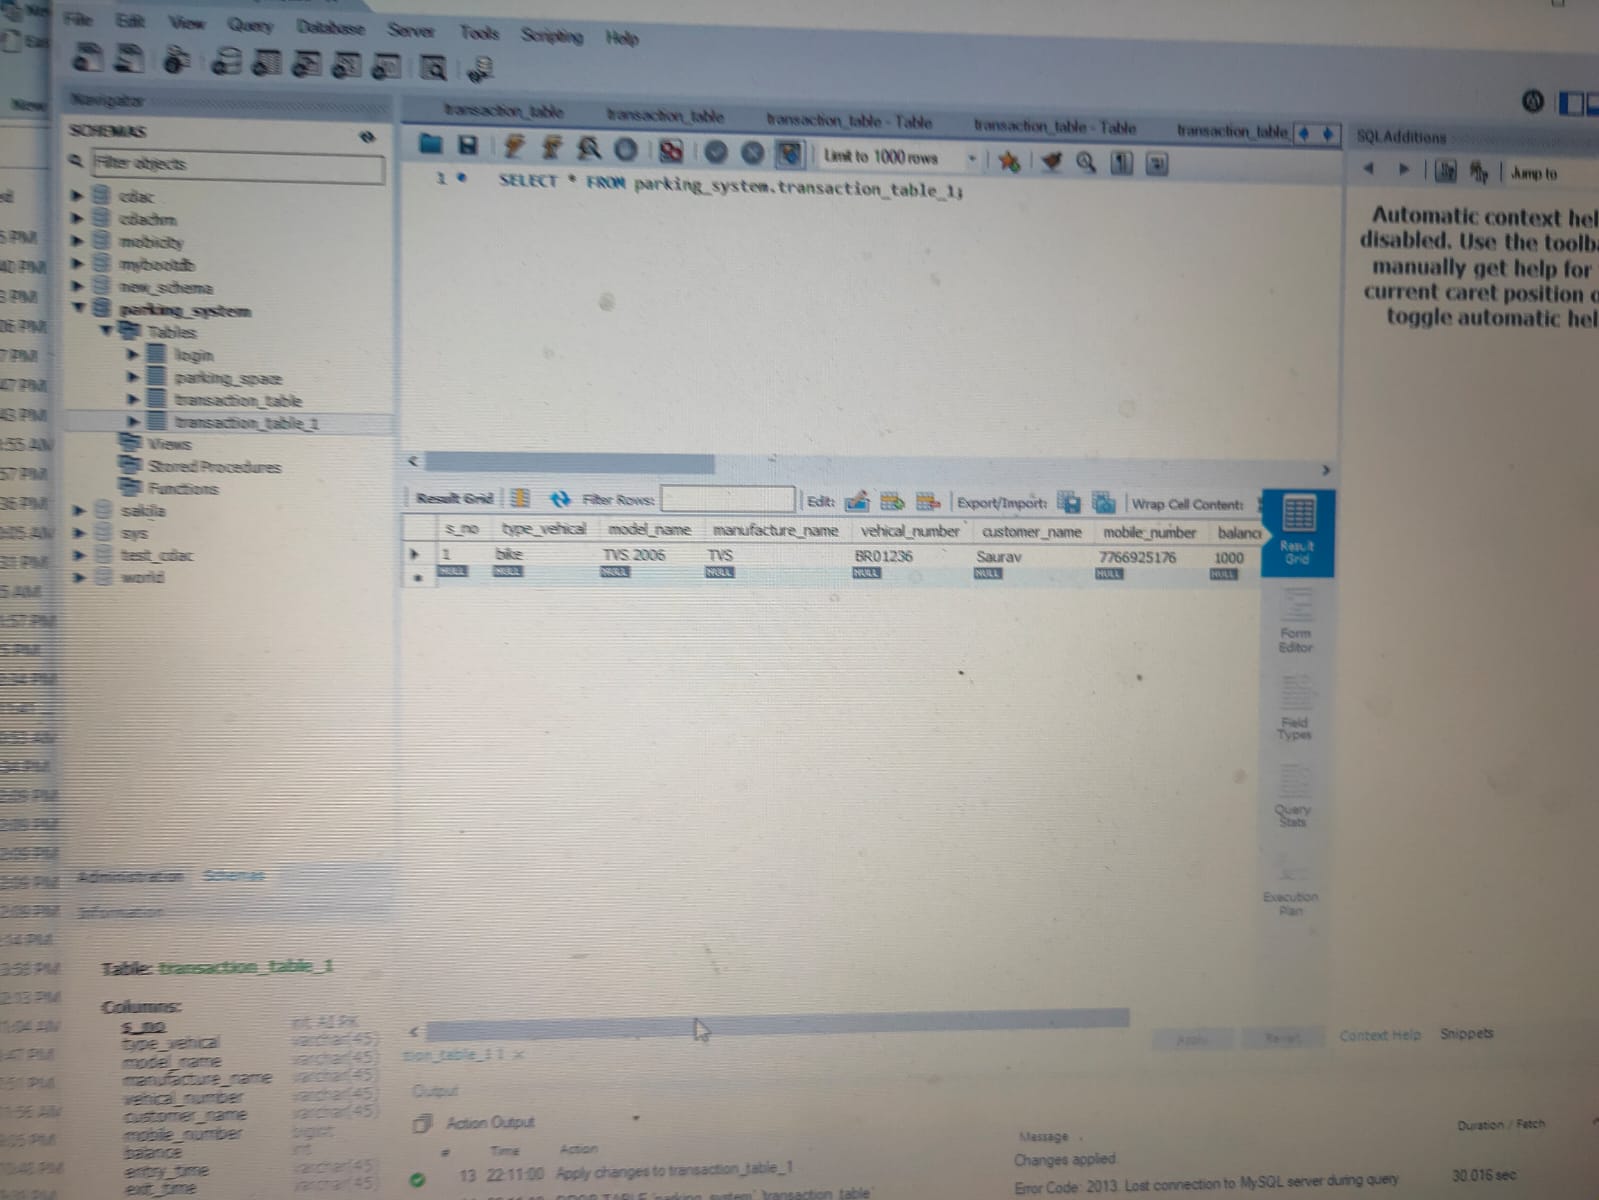 File Edit View Query Database Server Tools Scripting Help
New
Navigator
SCHEMAS
Filter objects
cdac
cdachm
mobicity
mybootdb
new_schema
parking_system
Tables
login
parking_space
transaction_table
transaction_table_1
Views
Stored Procedures
Functions
sakila
sys
test_cdac
world
Administration Schemas
Information
Table: transaction_table_1
Columns:
s_no int AI PK
type_vehical varchar(45)
model_name varchar(45)
manufacture_name varchar(45)
vehical_number varchar(45)
customer_name varchar(45)
mobile_number bigint
balance int
entry_time varchar(45)
exit_time varchar(45)
transaction_table transaction_table transaction_table - Table transaction_table - Table transaction_table
Limit to 1000 rows
1 SELECT * FROM parking_system.transaction_table_1;
Result Grid Filter Rows: Edit: Export/Import: Wrap Cell Content:
s_no type_vehical model_name manufacture_name vehical_number customer_name mobile_number balance
1 bike TVS 2006 TVS BR01236 Saurav 7766925176 1000
NULL NULL NULL NULL NULL NULL NULL NULL
Result Grid
Form Editor
Field Types
Query Stats
Execution Plan
SQLAdditions
Jump to
Automatic context hel
disabled. Use the toolba
manually get help for
current caret position o
toggle automatic hel
Apply Revert Context Help Snippets
tion_table_1 1
Output
Action Output
# Time Action Message Duration / Fetch
13 22:11:00 Apply changes to transaction_table_1 Changes applied
DROP TABLE `parking_system`.`transaction_table` Error Code: 2013. Lost connection to MySQL server during query 30.016 sec